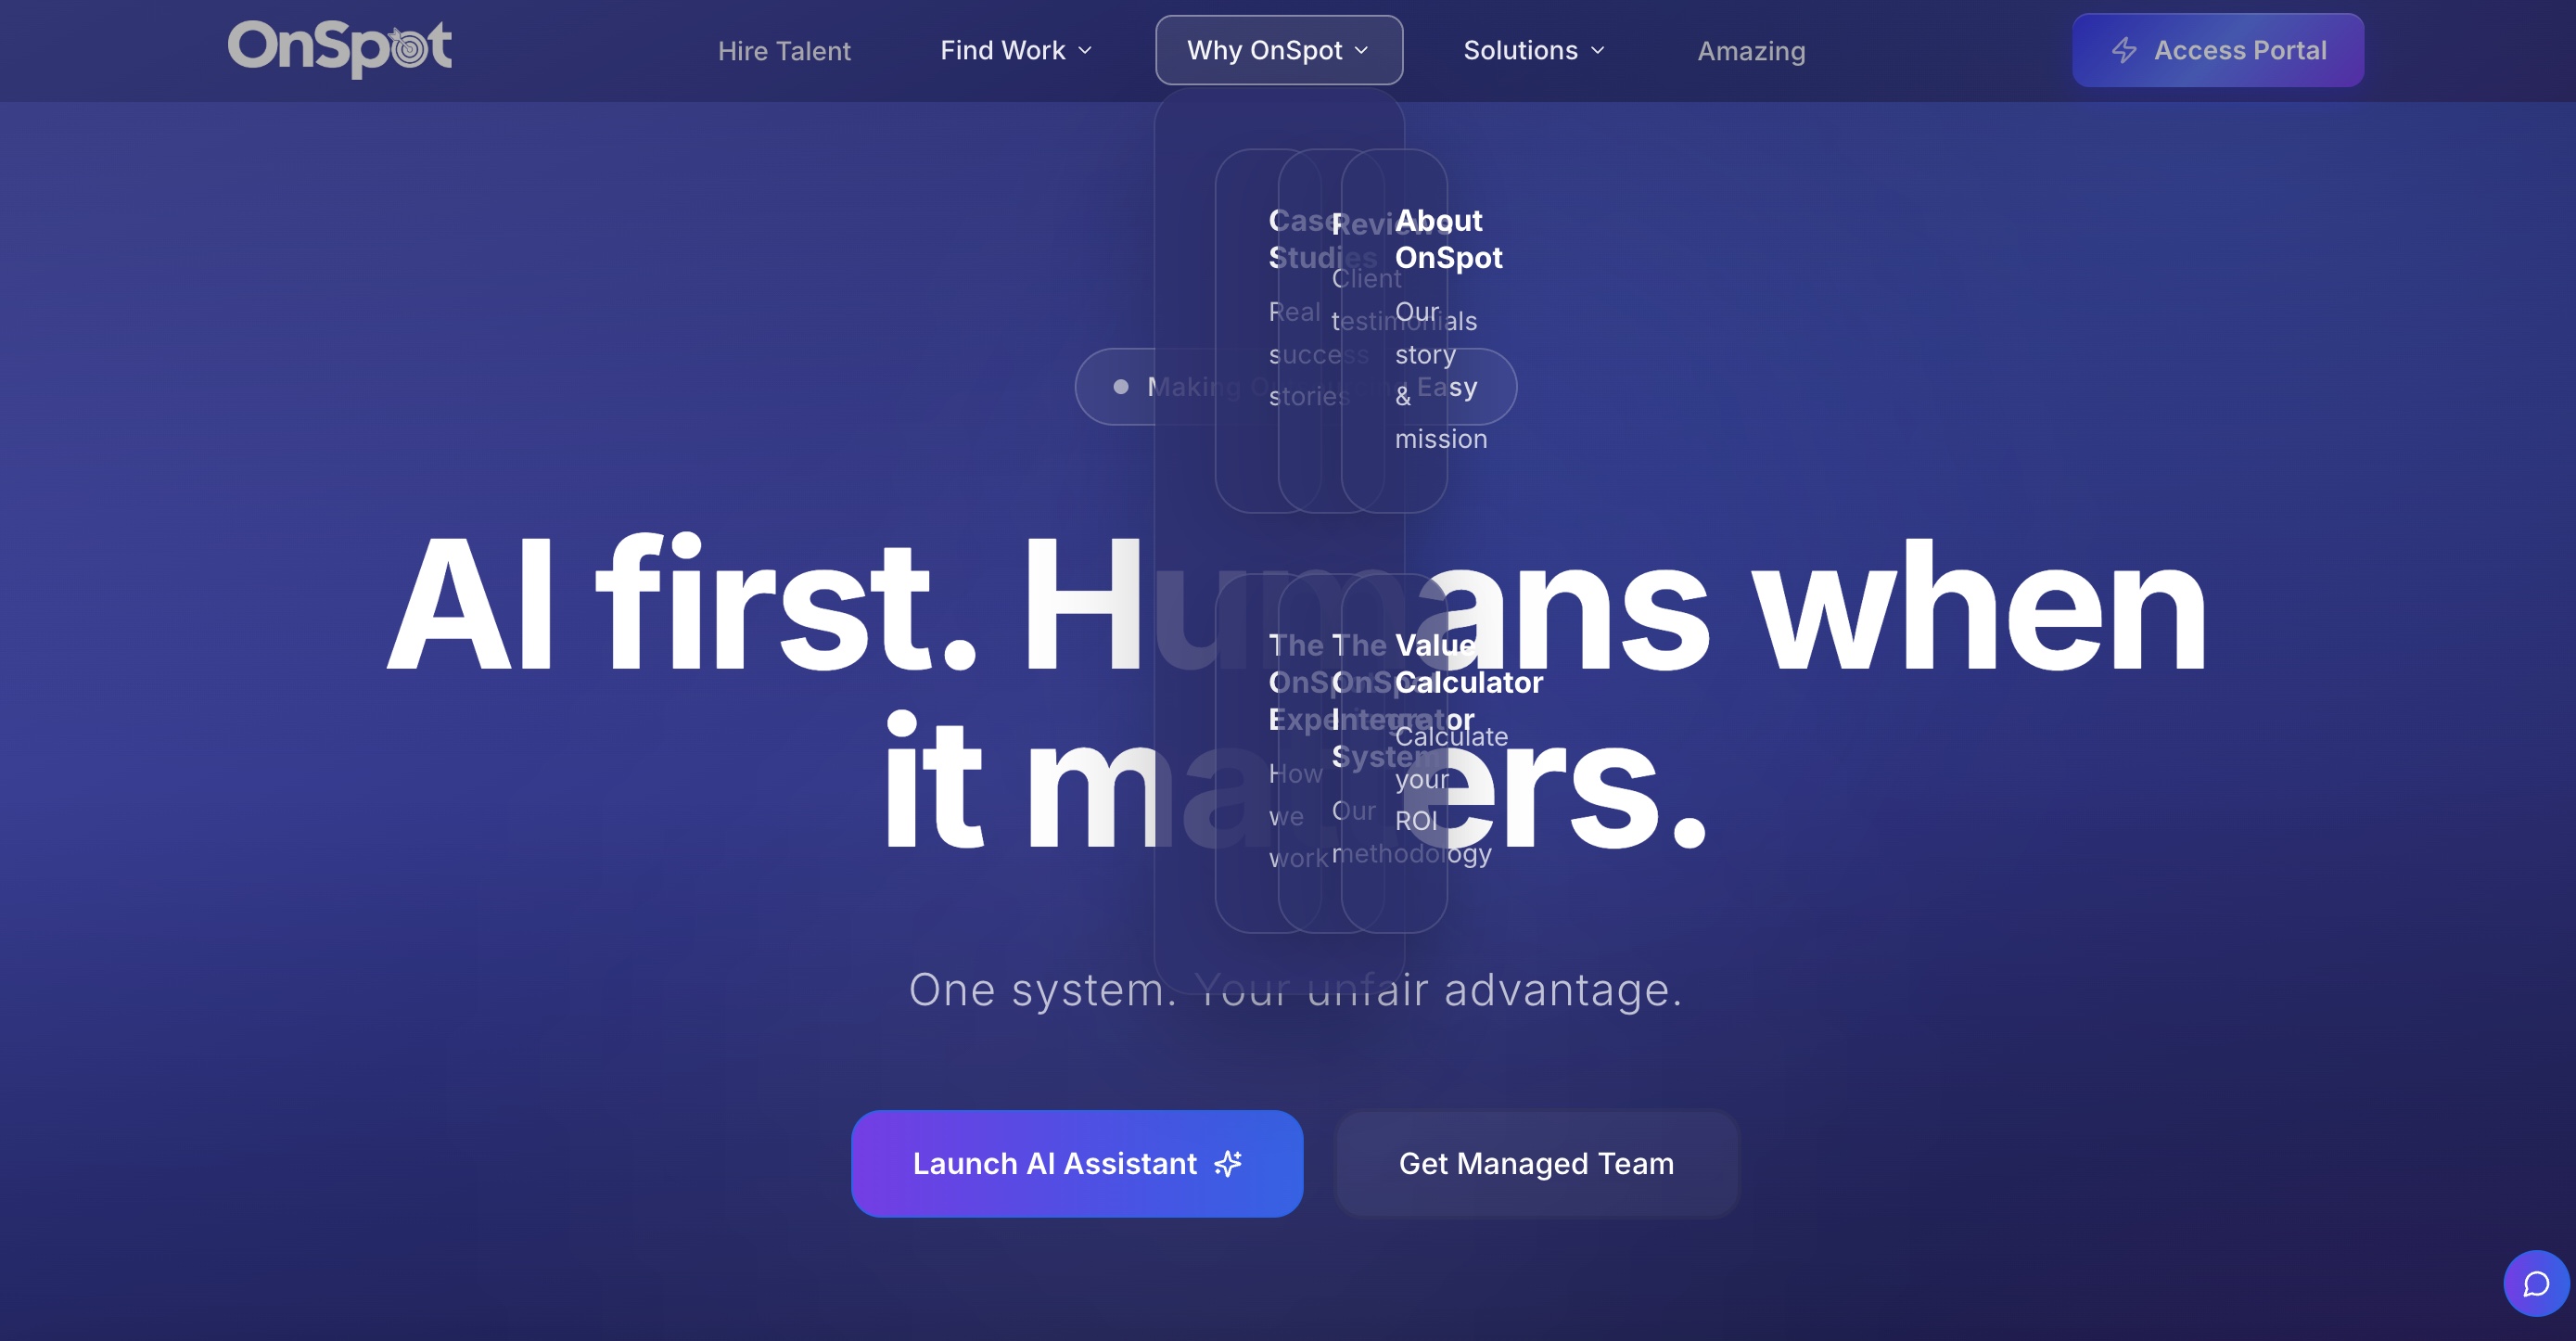 OnSpot
Hire Talent
Find Work
Why OnSpot
Solutions
Amazing
Access Portal
Case
Studies
Real
success
stories
Reviews
Client
testimonials
About
OnSpot
Our
story
&
mission
Making Easy
AI first. Humans when
it matters.
The
OnSpot
How
we
work
The
OnSpot
Integrator
System
Our
methodology
Value
Calculator
Calculate
your
ROI
One system. Your unfair advantage.
Launch AI Assistant
Get Managed Team